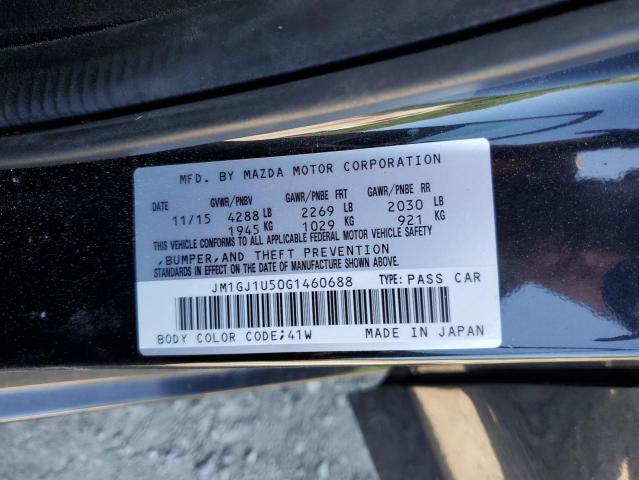 MFD. BY MAZDA MOTOR CORPORATION
DATE GVWR/PNBV GAWR/PNBE FRT GAWR/PNBE RR
11/15 4288 LB 2269 LB 2030 LB
1945 KG 1029 KG 921 KG
THIS VEHICLE CONFORMS TO ALL APPLICABLE FEDERAL MOTOR VEHICLE SAFETY
,BUMPER,AND THEFT PREVENTION
STANDARDS IN EFFECT ON THE DATE OF MANUFACTURE SHOWN ABOVE.
JM1GJ1U50G1460688 TYPE: PASS CAR
BODY COLOR CODE;41W MADE IN JAPAN